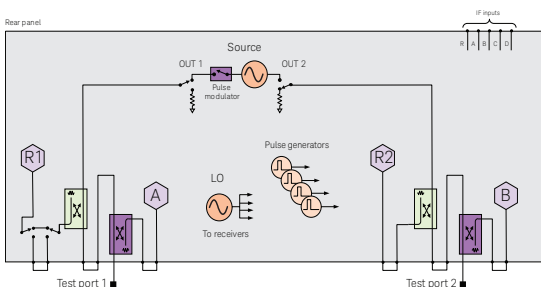 Rear panel
IF inputs
R A B C D
Source
OUT 1
OUT 2
Pulse
modulator
Pulse generators
R1
A
LO
R2
B
To receivers
Test port 1
Test port 2